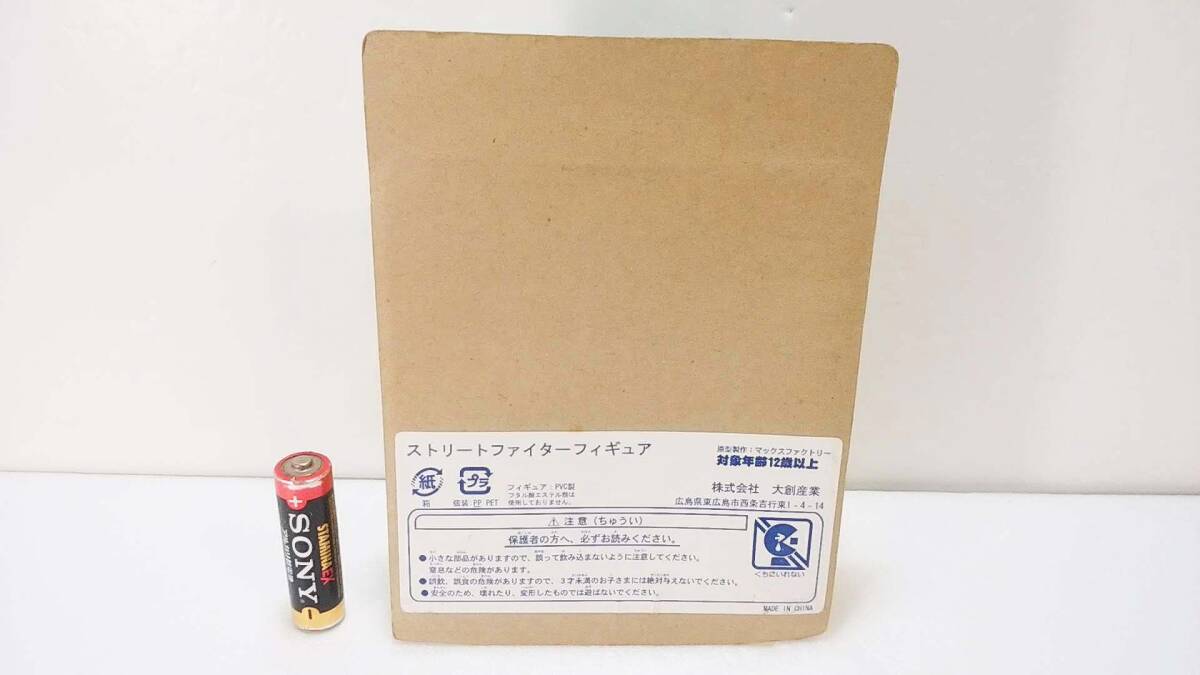 ストリートファイターフィギュア
原型製作：マックスファクトリー
対象年齢12歳以上
紙
箱
プラ
個装:PP PET
フィギュア：PVC製
フタル酸エステル類は
使用しておりません。
株式会社 大創産業
広島県東広島市西条吉行東1-4-14
⚠ 注意（ちゅうい）
保護者の方へ、必ずお読みください。
●小さな部品がありますので、誤って飲み込まないように注意してください。
窒息などの危険があります。
●誤飲、誤食の危険がありますので、3才未満のお子さまには絶対与えないでください。
●安全のため、壊れたり、変形したものでは遊ばないでください。
くちにいれない
MADE IN CHINA
+ SONY −
STAMINA EX
アルカリ乾電池